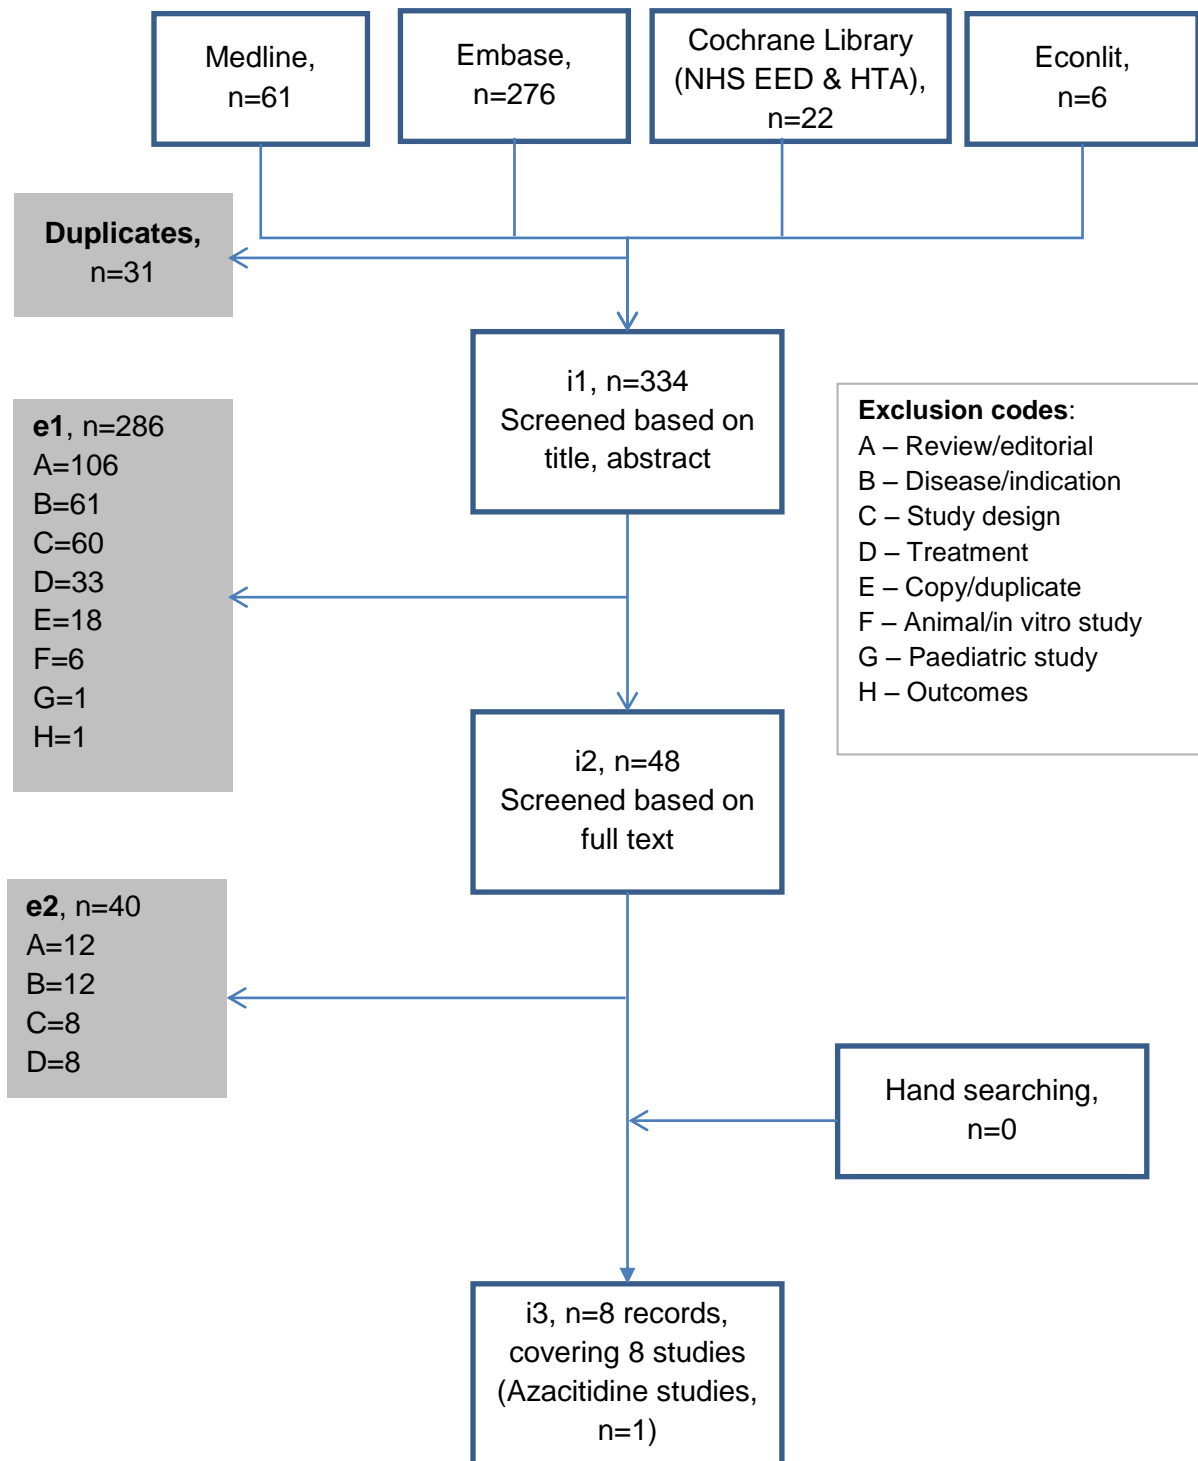 Medline,
n=61
Embase,
n=276
Cochrane Library
(NHS EED & HTA),
n=22
Econlit,
n=6
Duplicates,
n=31
i1, n=334
Screened based on
title, abstract
e1, n=286
A=106
B=61
C=60
D=33
E=18
F=6
G=1
H=1
Exclusion codes:
A – Review/editorial
B – Disease/indication
C – Study design
D – Treatment
E – Copy/duplicate
F – Animal/in vitro study
G – Paediatric study
H – Outcomes
i2, n=48
Screened based on
full text
e2, n=40
A=12
B=12
C=8
D=8
Hand searching,
n=0
i3, n=8 records,
covering 8 studies
(Azacitidine studies,
n=1)